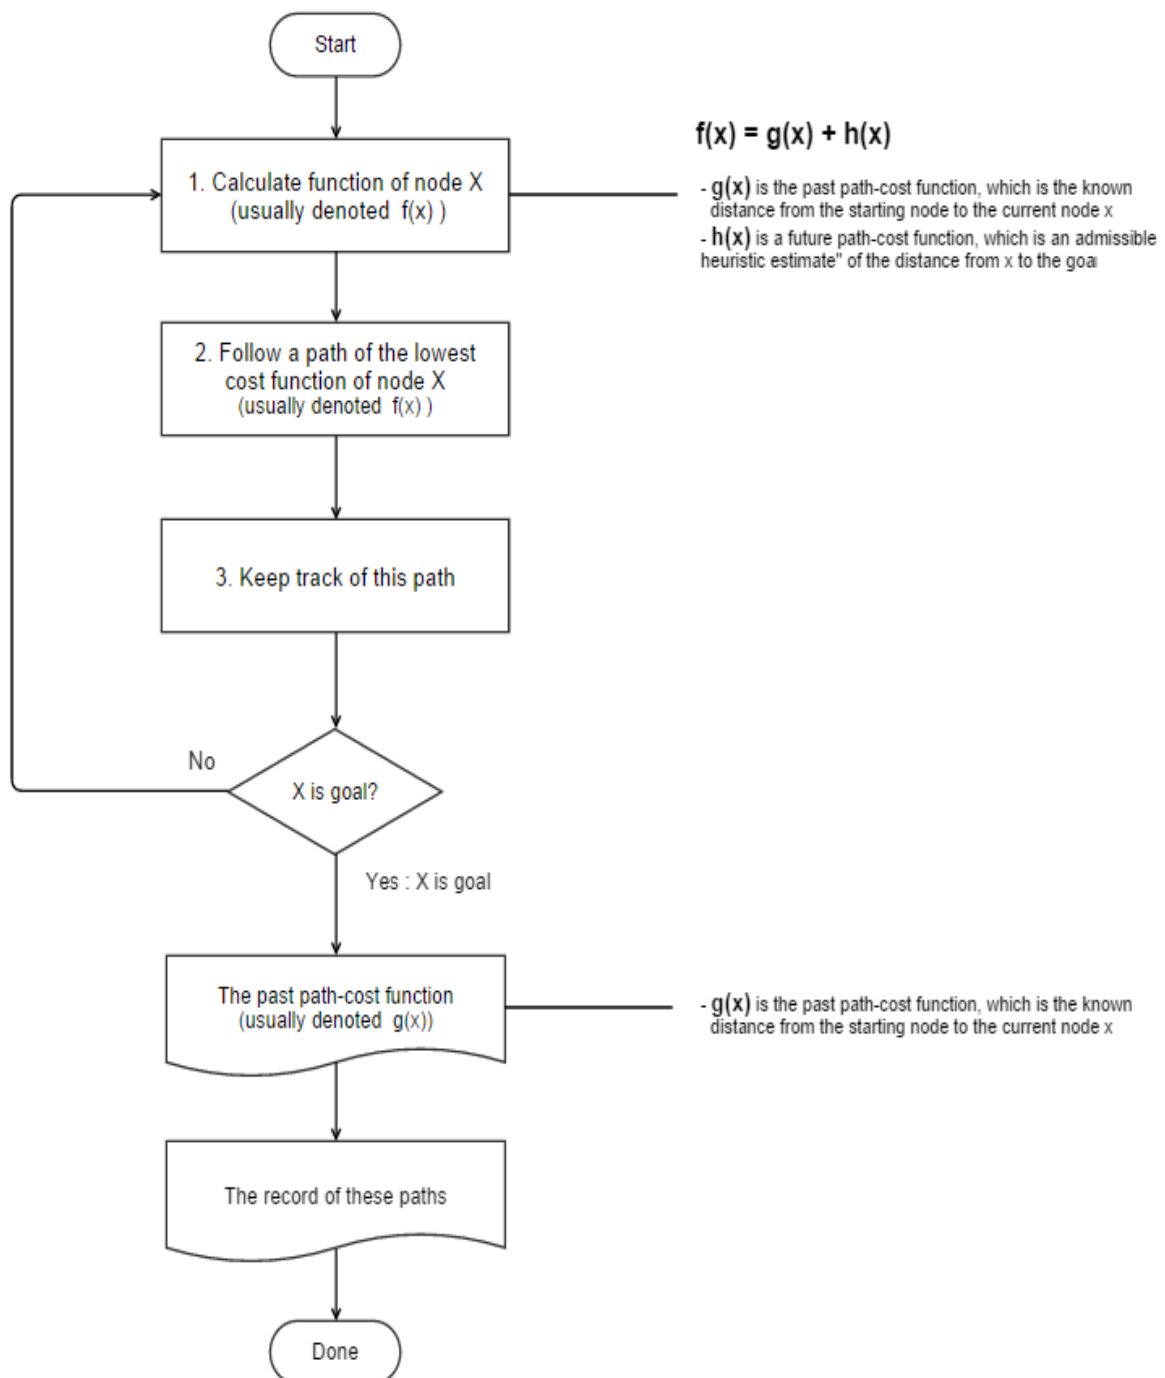 Start
1. Calculate function of node X
(usually denoted f(x) )
f(x) = g(x) + h(x)
- g(x) is the past path-cost function, which is the known
distance from the starting node to the current node x
- h(x) is a future path-cost function, which is an admissible
heuristic estimate" of the distance from x to the goal
2. Follow a path of the lowest
cost function of node X
(usually denoted f(x) )
3. Keep track of this path
No
X is goal?
Yes : X is goal
The past path-cost function
(usually denoted g(x))
- g(x) is the past path-cost function, which is the known
distance from the starting node to the current node x
The record of these paths
Done